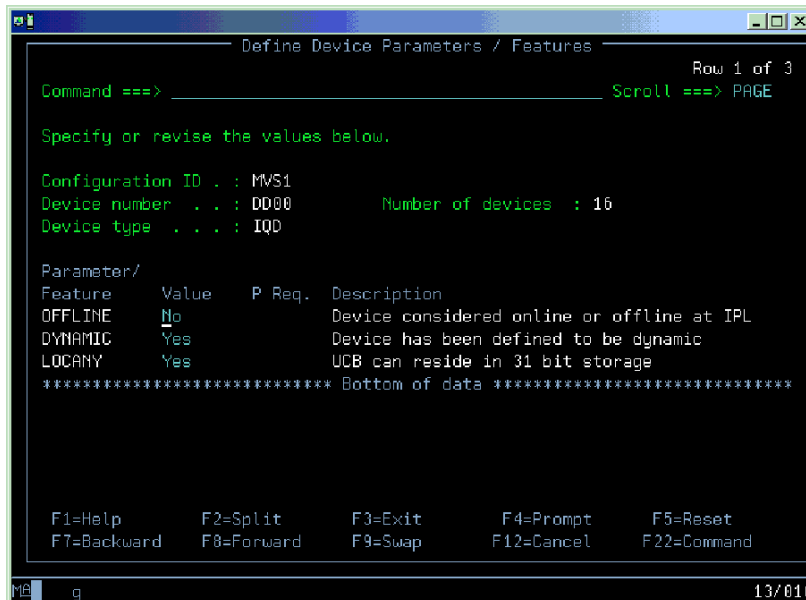 Define Device Parameters / Features
Row 1 of 3
Command ===> ____________________________________________ Scroll ===> PAGE
Specify or revise the values below.
Configuration ID . : MVS1
Device number . . : DD00 Number of devices : 16
Device type . . . : IQD
Parameter/
Feature Value P Req. Description
OFFLINE No Device considered online or offline at IPL
DYNAMIC Yes Device has been defined to be dynamic
LOCANY Yes UCB can reside in 31 bit storage
***************************** Bottom of data ******************************
F1=Help F2=Split F3=Exit F4=Prompt F5=Reset
F7=Backward F8=Forward F9=Swap F12=Cancel F22=Command
MA q 13/01